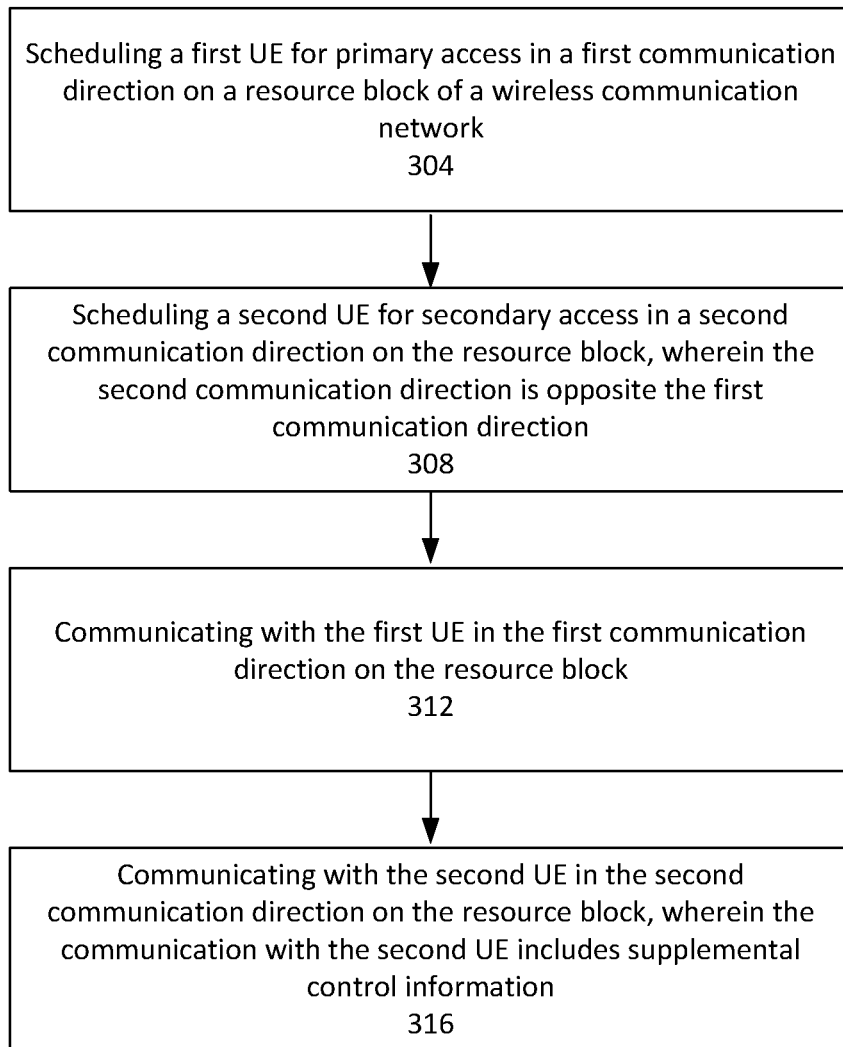 Scheduling a first UE for primary access in a first communication
direction on a resource block of a wireless communication
network
304
Scheduling a second UE for secondary access in a second
communication direction on the resource block, wherein the
second communication direction is opposite the first
communication direction
308
Communicating with the first UE in the first communication
direction on the resource block
312
Communicating with the second UE in the second
communication direction on the resource block, wherein the
communication with the second UE includes supplemental
control information
316